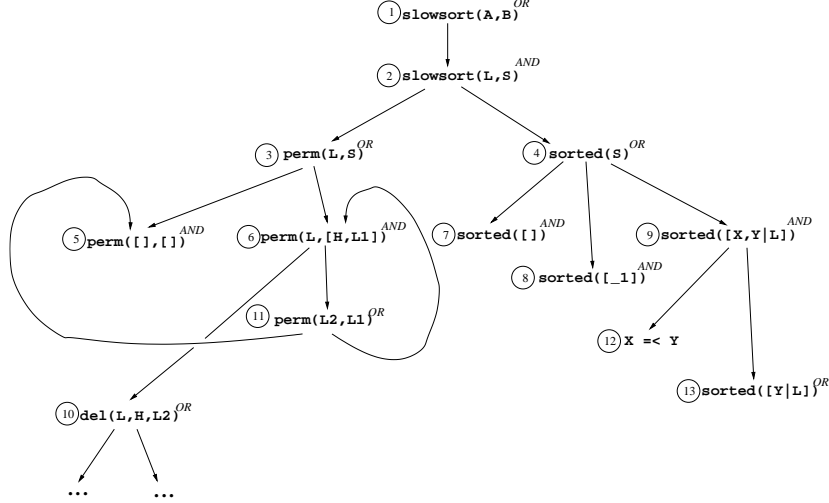 1 slowsort(A,B) OR
2 slowsort(L,S) AND
3 perm(L,S) OR
4 sorted(S) OR
5 perm([],[]) AND
6 perm(L,[H,L1]) AND
7 sorted([]) AND
9 sorted([X,Y|L]) AND
8 sorted([_1]) AND
11 perm(L2,L1) OR
12 X =< Y
13 sorted([Y|L]) OR
10 del(L,H,L2) OR
... ...